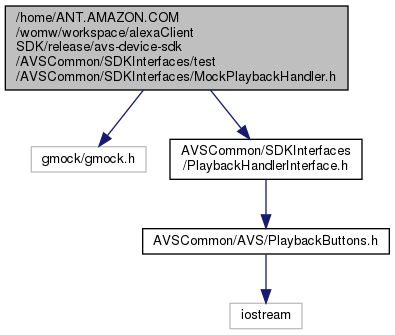 /home/ANT.AMAZON.COM
/womw/workspace/alexaClient
SDK/release/avs-device-sdk
/AVSCommon/SDKInterfaces/test
/AVSCommon/SDKInterfaces/MockPlaybackHandler.h
gmock/gmock.h
AVSCommon/SDKInterfaces
/PlaybackHandlerInterface.h
AVSCommon/AVS/PlaybackButtons.h
iostream